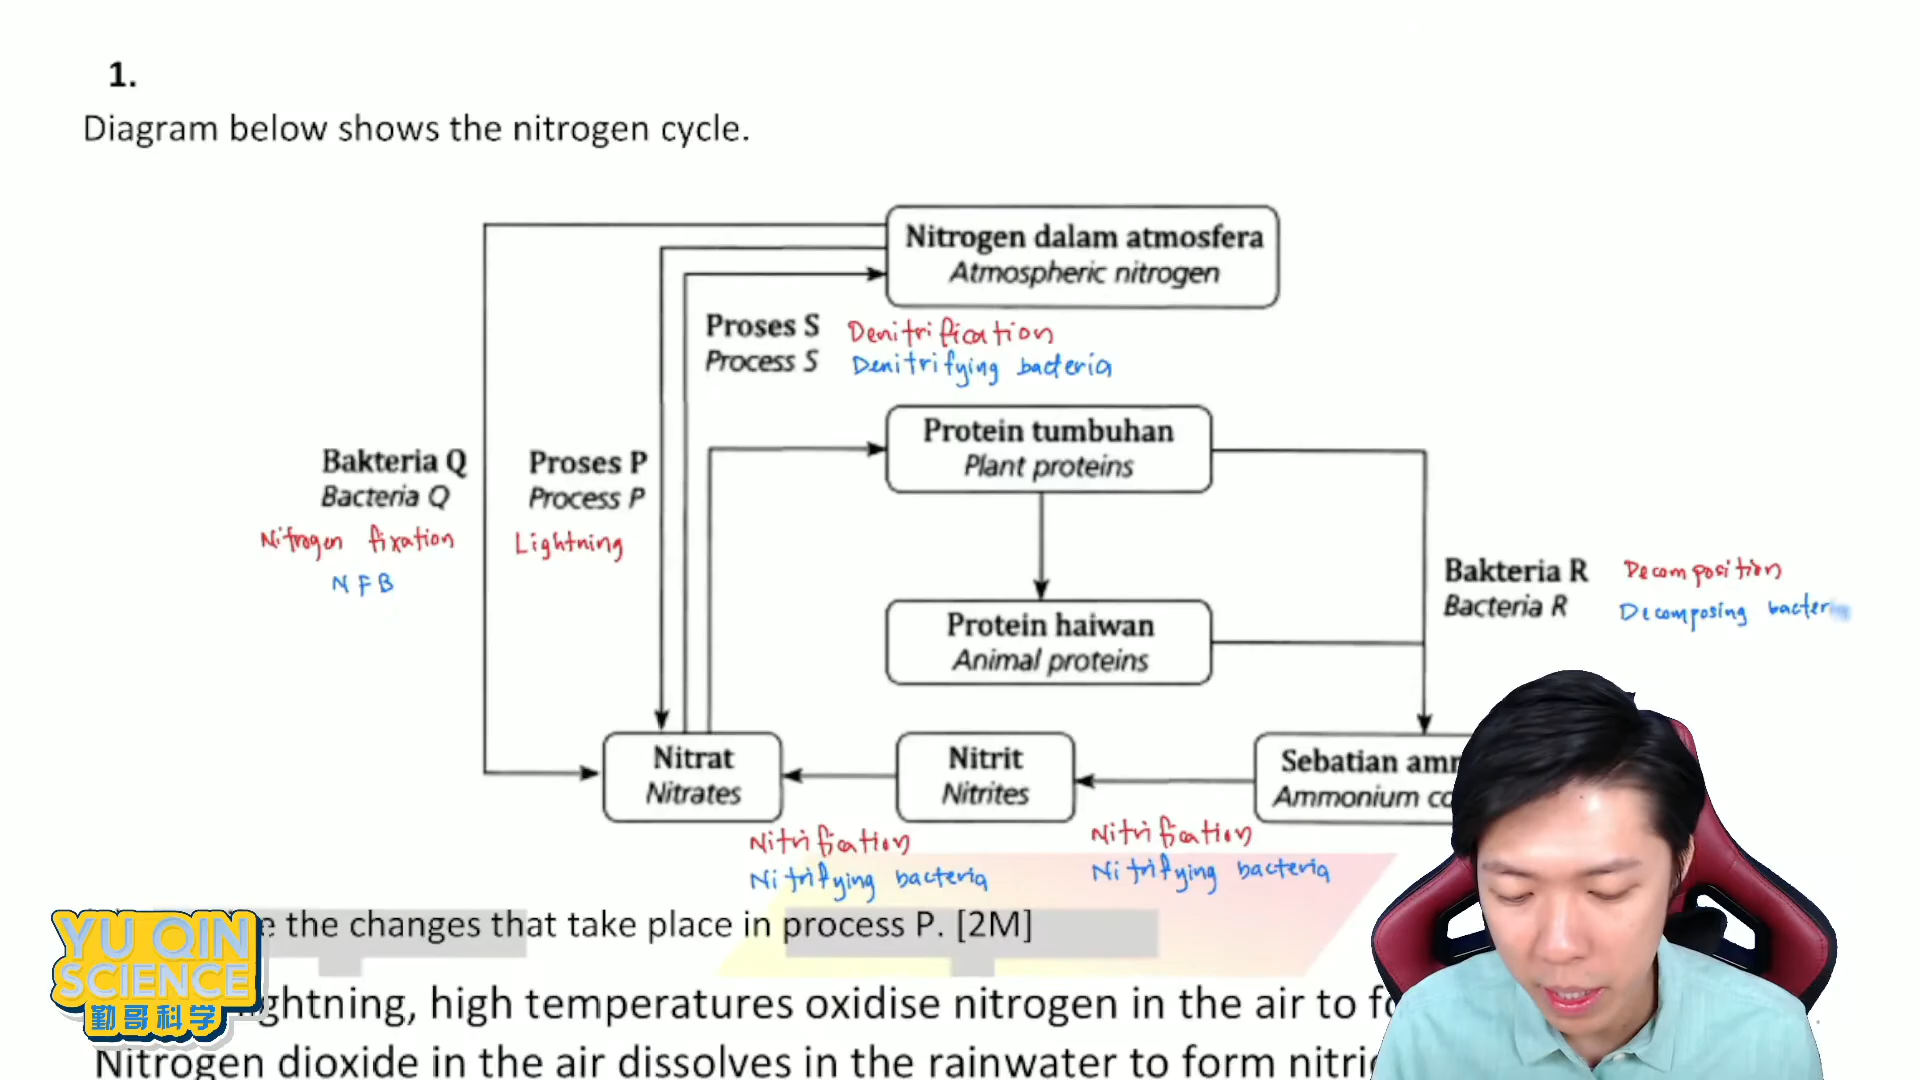 1.
Diagram below shows the nitrogen cycle.
Nitrogen dalam atmosfera
Atmospheric nitrogen
Proses S
Process S
Denitrification
Denitrifying bacteria
Protein tumbuhan
Plant proteins
Bakteria Q
Bacteria Q
Nitrogen fixation
NFB
Proses P
Process P
Lightning
Bakteria R
Bacteria R
Decomposition
Decomposing bacteria
Protein haiwan
Animal proteins
Nitrat
Nitrates
Nitrit
Nitrites
Sebatian
Ammonium
Nitrification
Nitrifying bacteria
Nitrification
Nitrifying bacteria
the changes that take place in process P. [2M]
YU QIN
SCIENCE
勤哥科学
lightning, high temperatures oxidise nitrogen in the air to
Nitrogen dioxide in the air dissolves in the rainwater to form